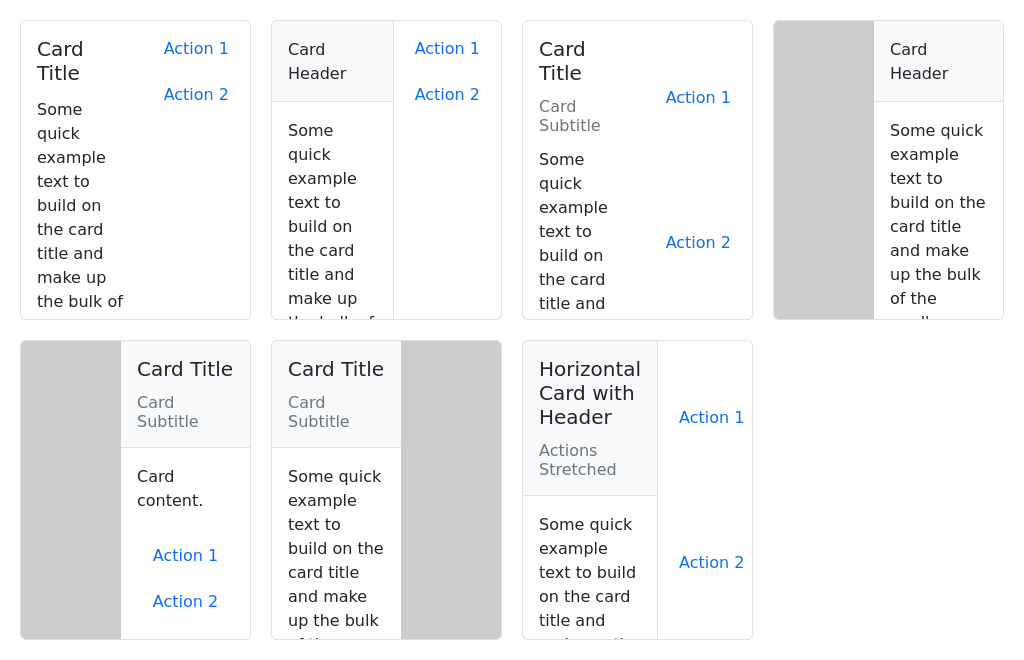 Card
Title
Some
quick
example
text to
build on
the card
title and
make up
the bulk of
Action 1
Action 2
Card
Header
Some
quick
example
text to
build on
the card
title and
make up
Action 1
Action 2
Card
Title
Card
Subtitle
Some
quick
example
text to
build on
the card
title and
Action 1
Action 2
Card
Header
Some quick
example
text to
build on the
card title
and make
up the bulk
of the
Card Title
Card
Subtitle
Card
content.
Action 1
Action 2
Card Title
Card
Subtitle
Some quick
example
text to
build on the
card title
and make
up the bulk
Horizontal
Card with
Header
Actions
Stretched
Some quick
example
text to build
on the card
title and
Action 1
Action 2